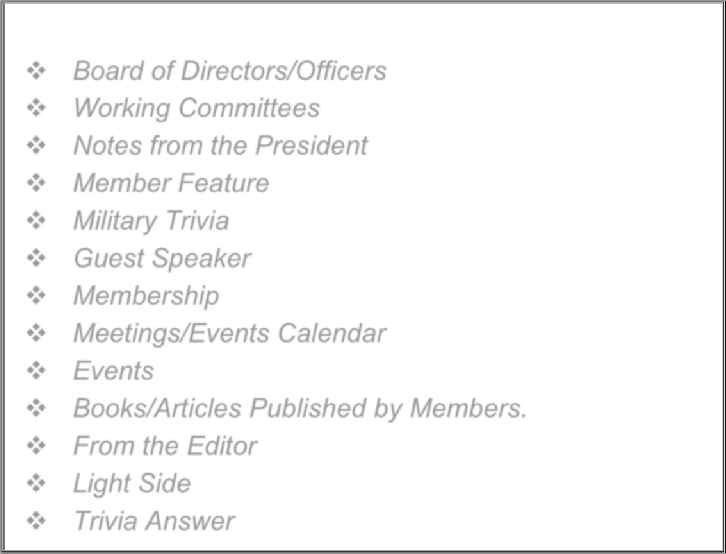 ❖ Board of Directors/Officers
❖ Working Committees
❖ Notes from the President
❖ Member Feature
❖ Military Trivia
❖ Guest Speaker
❖ Membership
❖ Meetings/Events Calendar
❖ Events
❖ Books/Articles Published by Members.
❖ From the Editor
❖ Light Side
❖ Trivia Answer